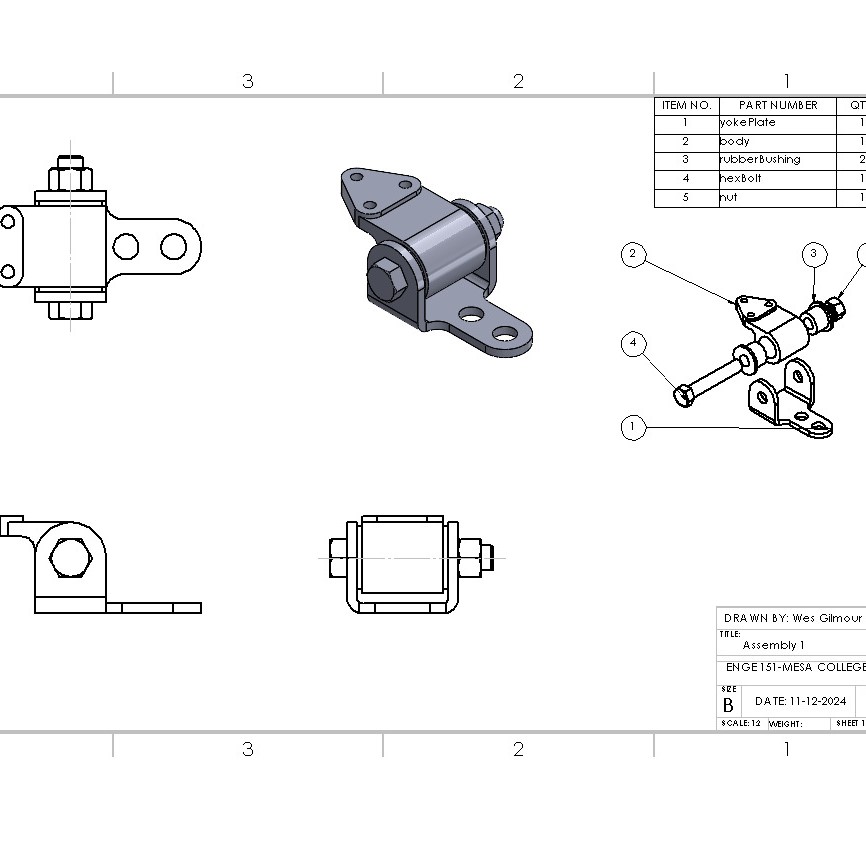 3 2 1
ITEM NO. PART NUMBER QT
1 yokePlate 1
2 body 1
3 rubberBushing 2
4 hexBolt 1
5 nut 1
2 3
4
1
DRAWN BY: Wes Gilmour
TITLE:
Assembly 1
ENGE 151-MESA COLLEGE
SIZE
B DATE: 11-12-2024
SCALE: 1:2 WEIGHT: SHEET 1
3 2 1